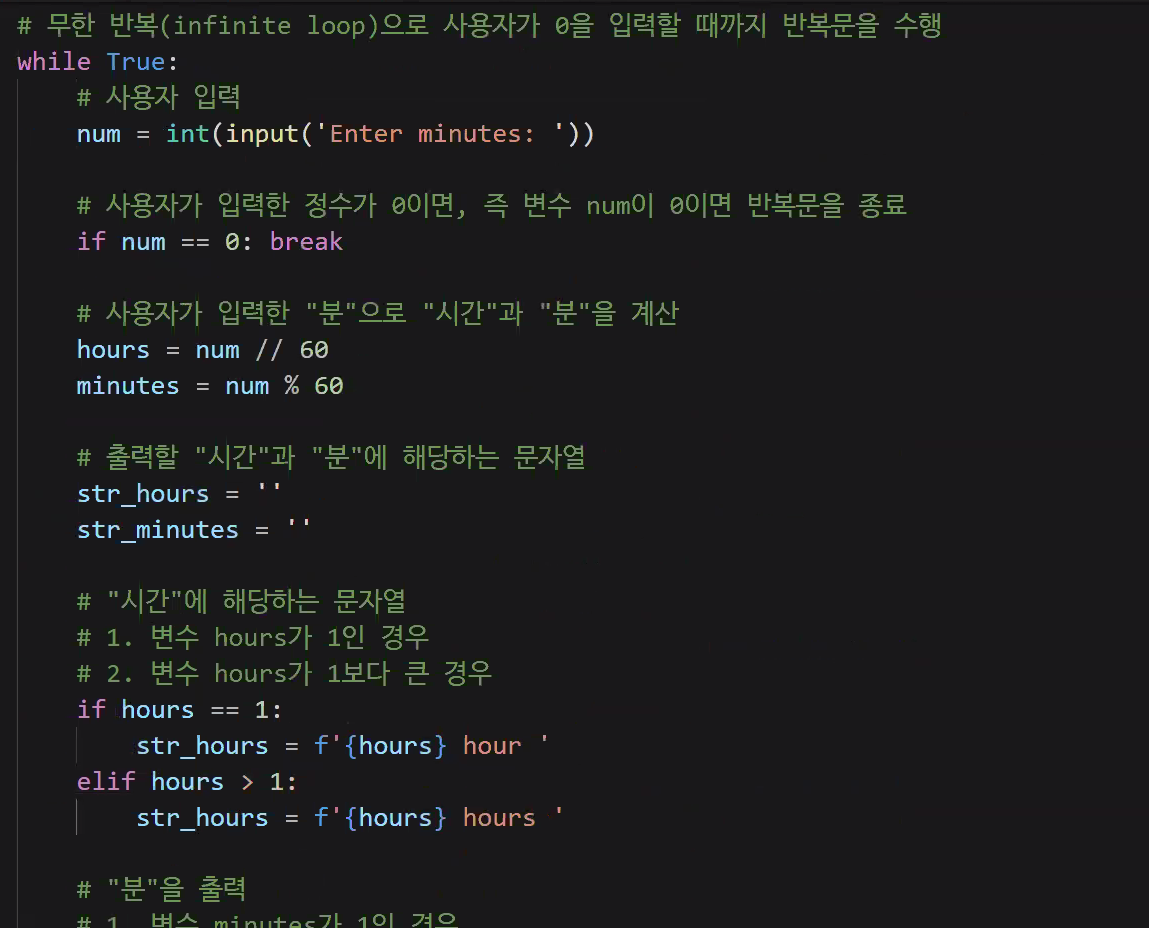 # 무한 반복(infinite loop)으로 사용자가 0을 입력할 때까지 반복문을 수행
while True:
# 사용자 입력
num = int(input('Enter minutes: '))
# 사용자가 입력한 정수가 0이면, 즉 변수 num이 0이면 반복문을 종료
if num == 0: break
# 사용자가 입력한 "분"으로 "시간"과 "분"을 계산
hours = num // 60
minutes = num % 60
# 출력할 "시간"과 "분"에 해당하는 문자열
str_hours = ''
str_minutes = ''
# "시간"에 해당하는 문자열
# 1. 변수 hours가 1인 경우
# 2. 변수 hours가 1보다 큰 경우
if hours == 1:
str_hours = f'{hours} hour '
elif hours > 1:
str_hours = f'{hours} hours '
# "분"을 출력
# 1. 변수 minutes가 1인 경우